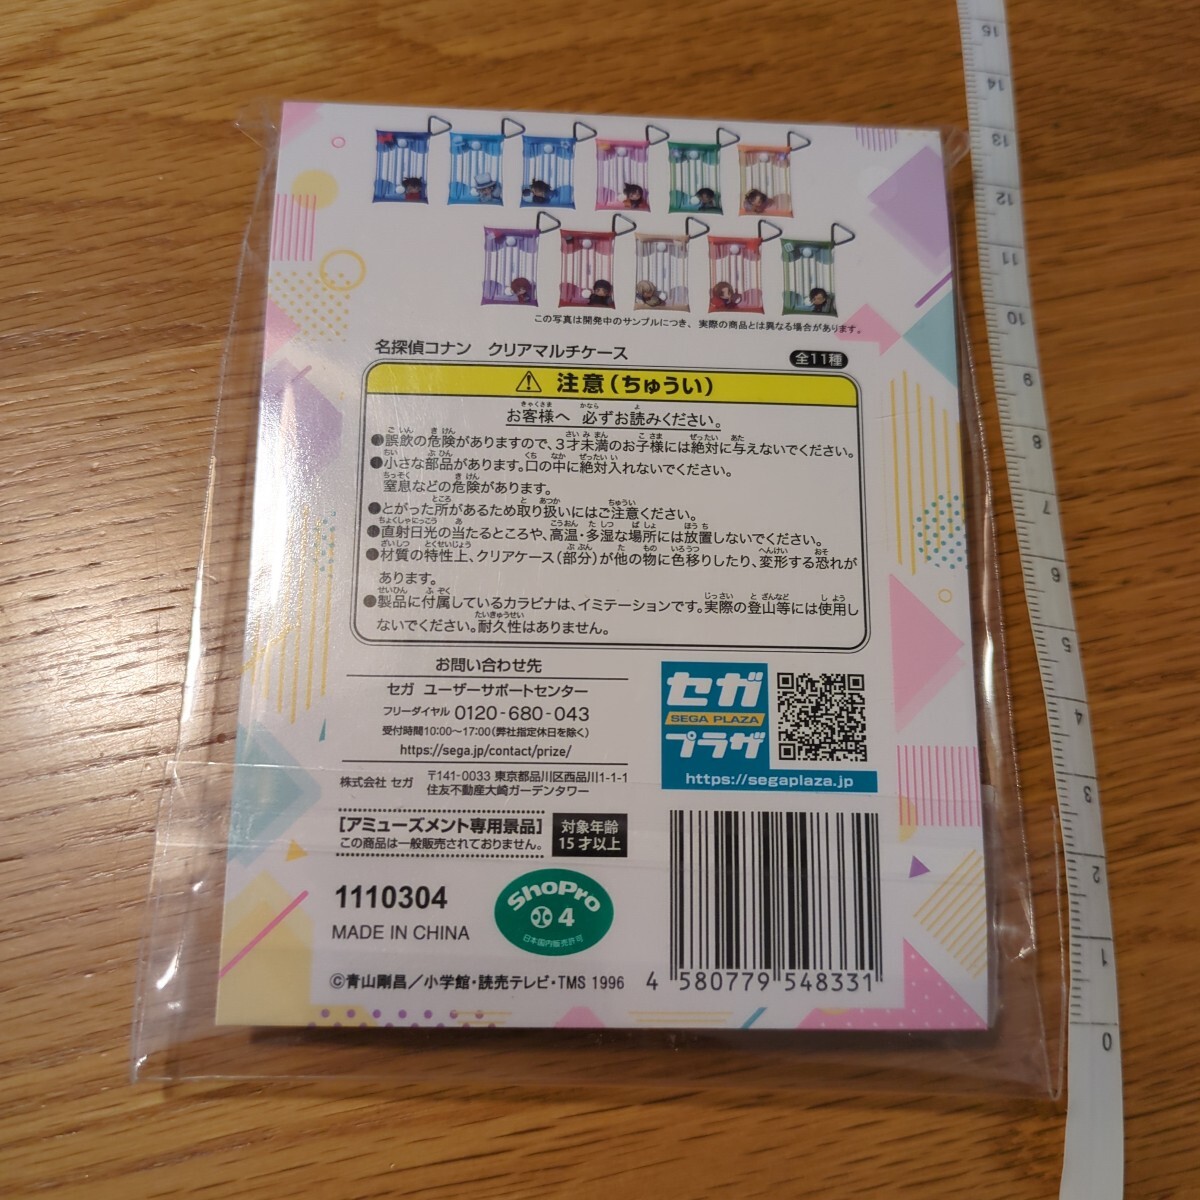 この写真は開発中のサンプルにつき、実際の商品とは異なる場合があります。
名探偵コナン クリアマルチケース 全11種
⚠ 注意(ちゅうい)
お客様へ 必ずお読みください。
●誤飲の危険がありますので、3才未満のお子様には絶対に与えないでください。
●小さな部品があります。口の中に絶対入れないでください。
窒息などの危険があります。
●とがった所があるため取り扱いにはご注意ください。
●直射日光の当たるところや、高温・多湿な場所には放置しないでください。
●材質の特性上、クリアケース(部分)が他の物に色移りしたり、変形する恐れが
あります。
●製品に付属しているカラビナは、イミテーションです。実際の登山等には使用し
ないでください。耐久性はありません。
お問い合わせ先
セガ ユーザーサポートセンター
フリーダイヤル 0120-680-043
受付時間10:00~17:00(弊社指定休日を除く)
https://sega.jp/contact/prize/
株式会社 セガ 〒141-0033 東京都品川区西品川1-1-1
住友不動産大崎ガーデンタワー
セガ
SEGA PLAZA
プラザ
https://segaplaza.jp
[アミューズメント専用景品]
この商品は一般販売されておりません。
対象年齢
15才以上
1110304
MADE IN CHINA
ShoPro
4
日本国内販売許可
©青山剛昌/小学館・読売テレビ・TMS 1996
4 580779 548331
15
14
13
12
11
10
9
8
7
6
5
4
3
2
1
0